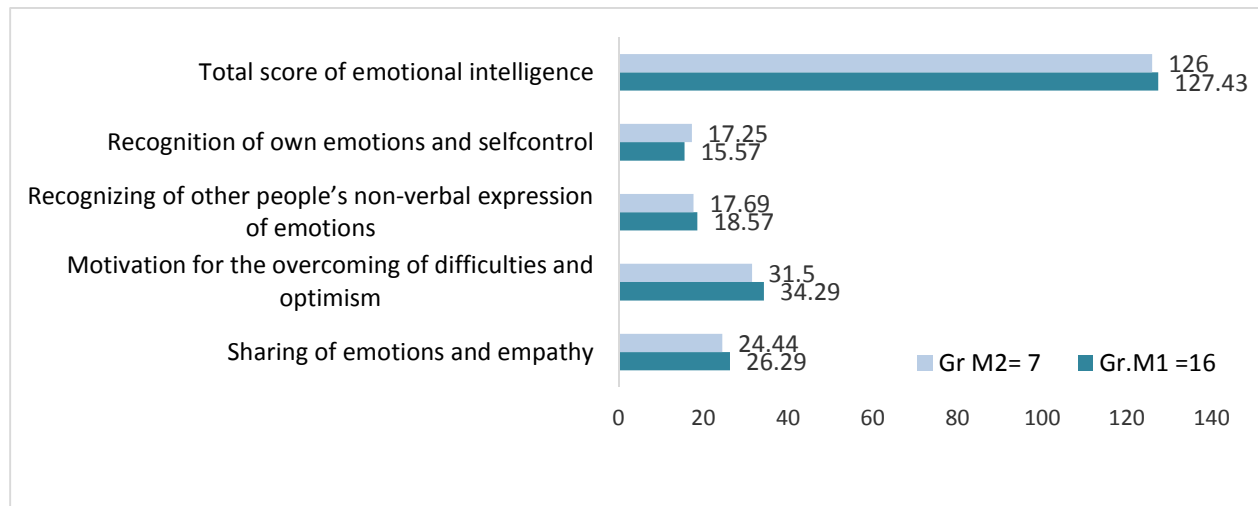 Total score of emotional intelligence
126
127.43
Recognition of own emotions and selfcontrol
17.25
15.57
Recognizing of other people’s non-verbal expression
of emotions
17.69
18.57
Motivation for the overcoming of difficulties and
optimism
31.5
34.29
Sharing of emotions and empathy
24.44
26.29
Gr M2= 7 Gr.M1 =16
0 20 40 60 80 100 120 140